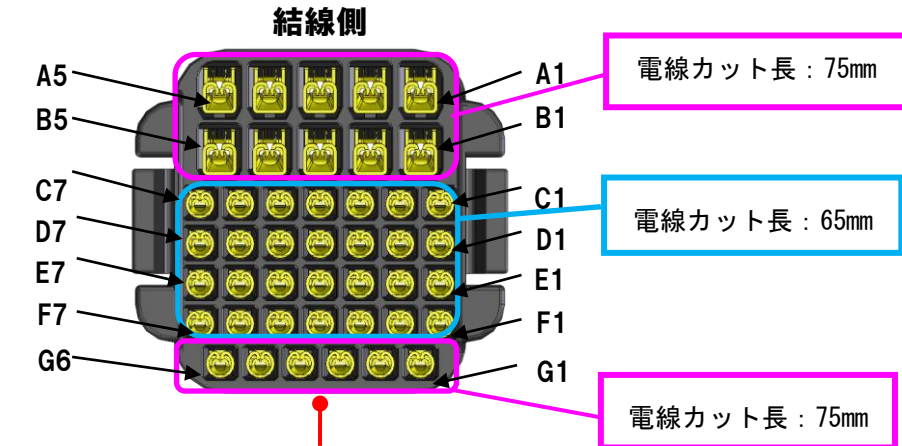 結線側
A5
A1
電線カット長：75mm
B5
B1
C7
C1
電線カット長：65mm
D7
D1
E7
E1
F7
F1
G6
G1
電線カット長：75mm